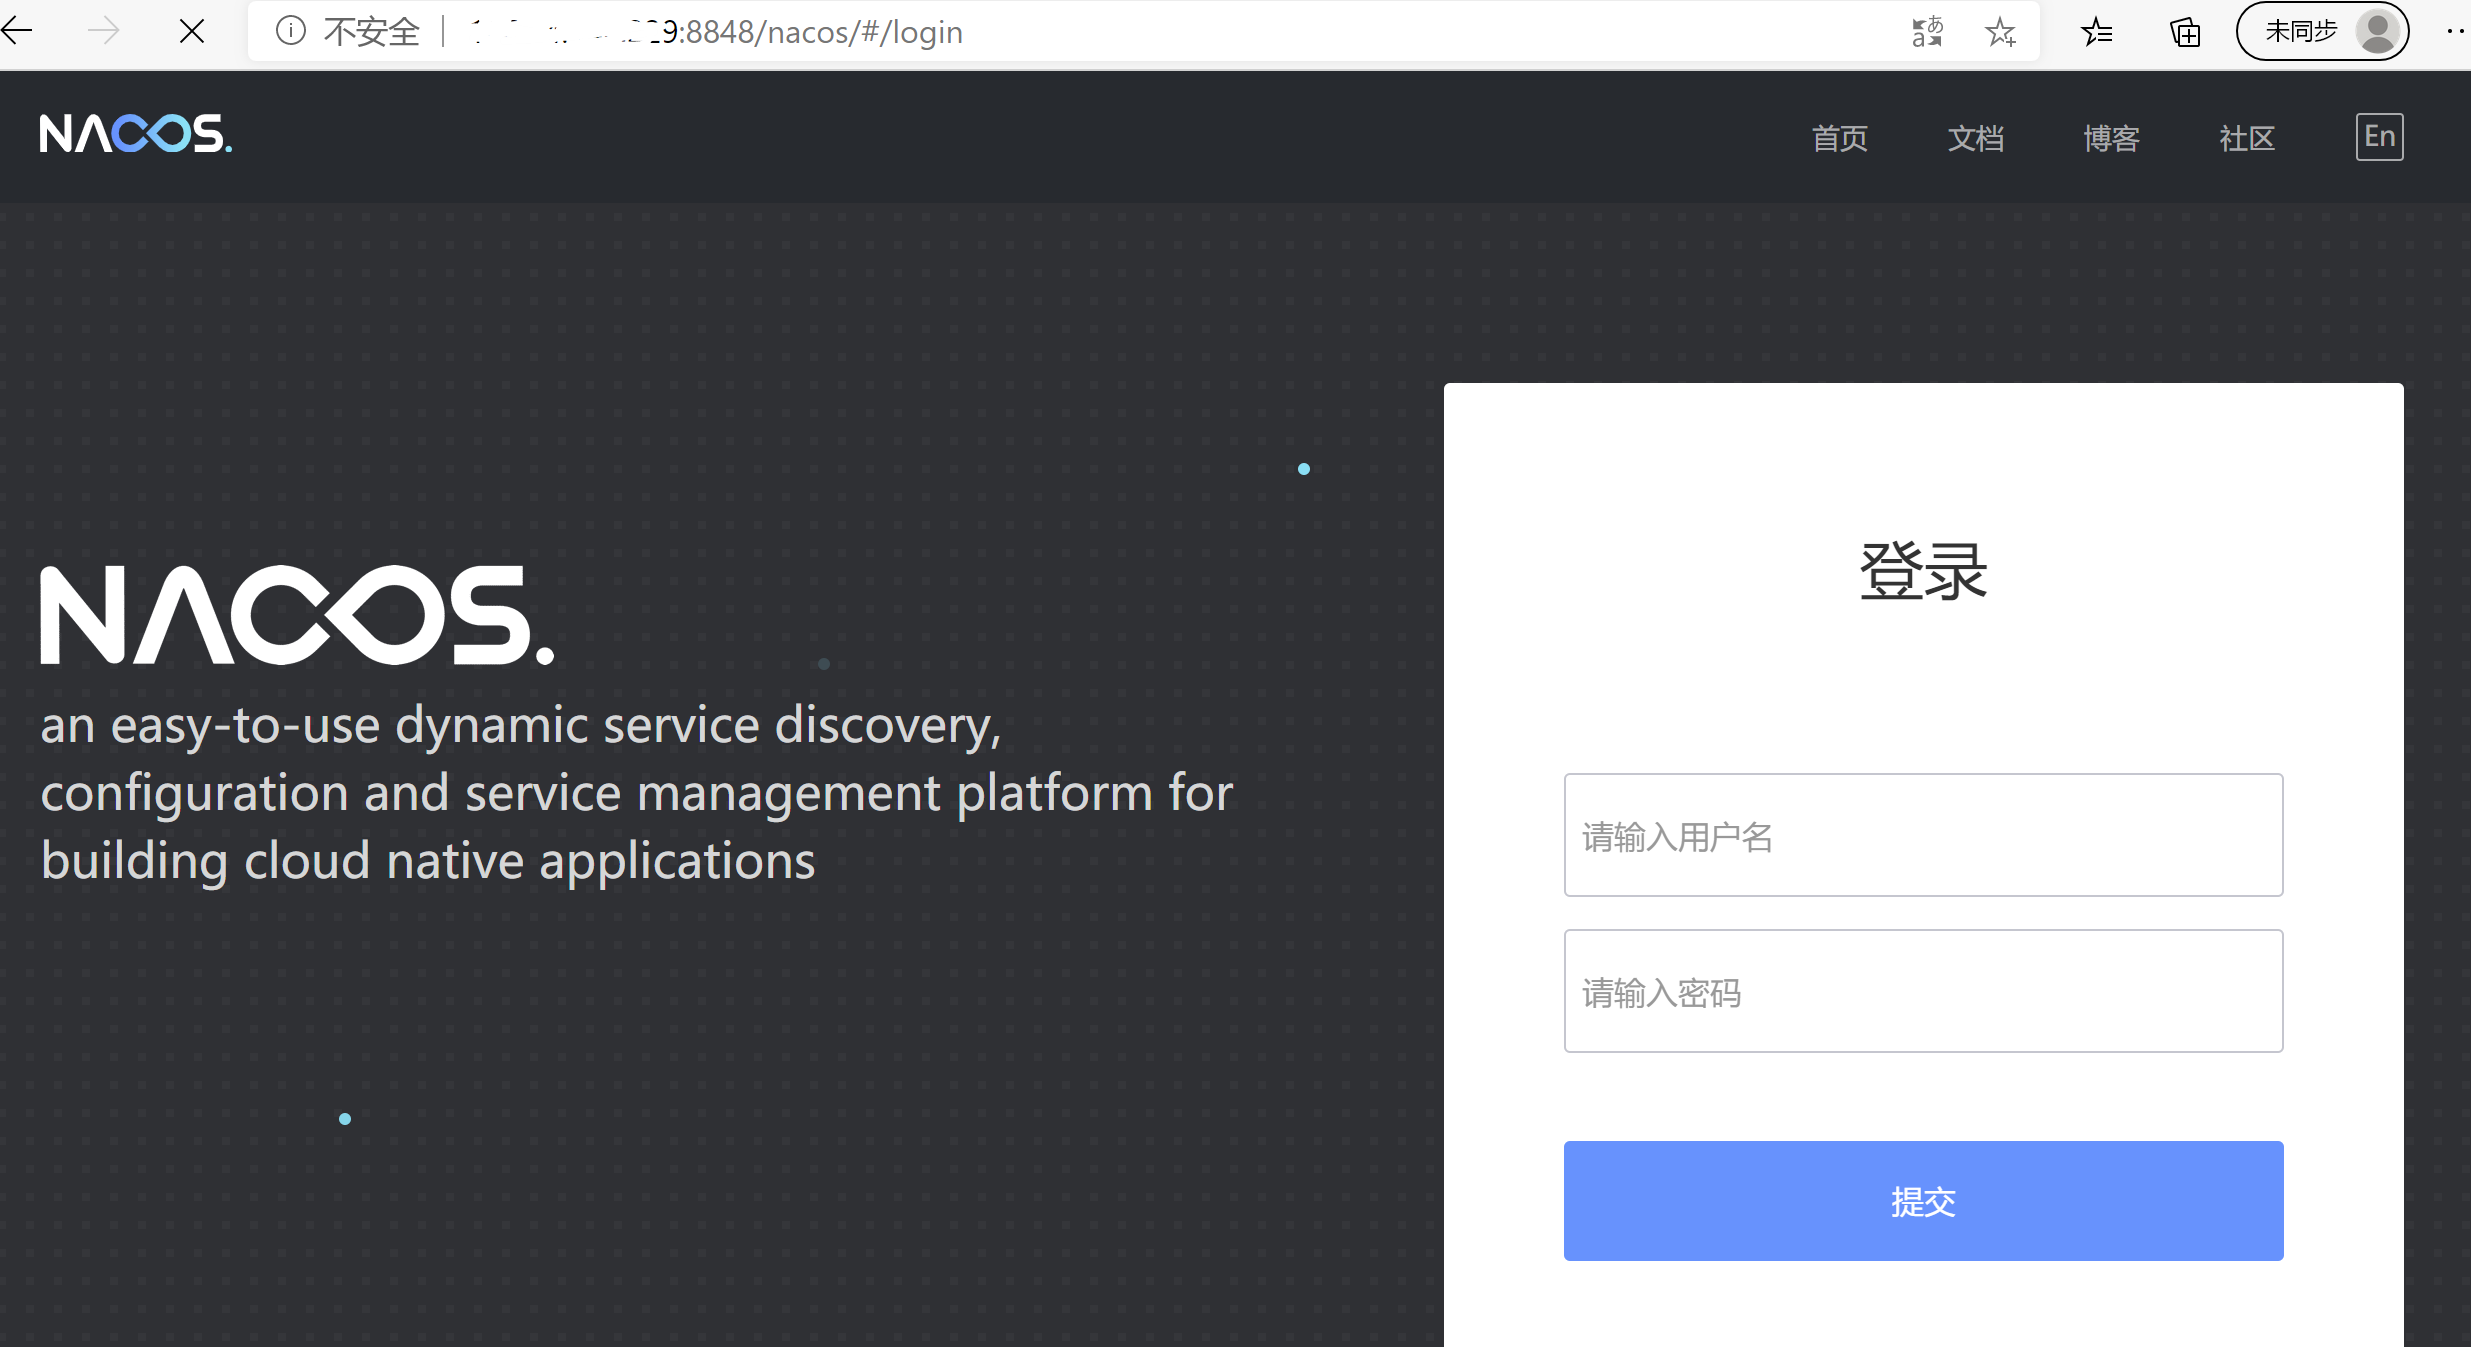 不安全
:8848/nacos/#/login
未同步
NACOS.
首页 文档 博客 社区 En
NACOS.
an easy-to-use dynamic service discovery,
configuration and service management platform for
building cloud native applications
登录
请输入用户名
请输入密码
提交